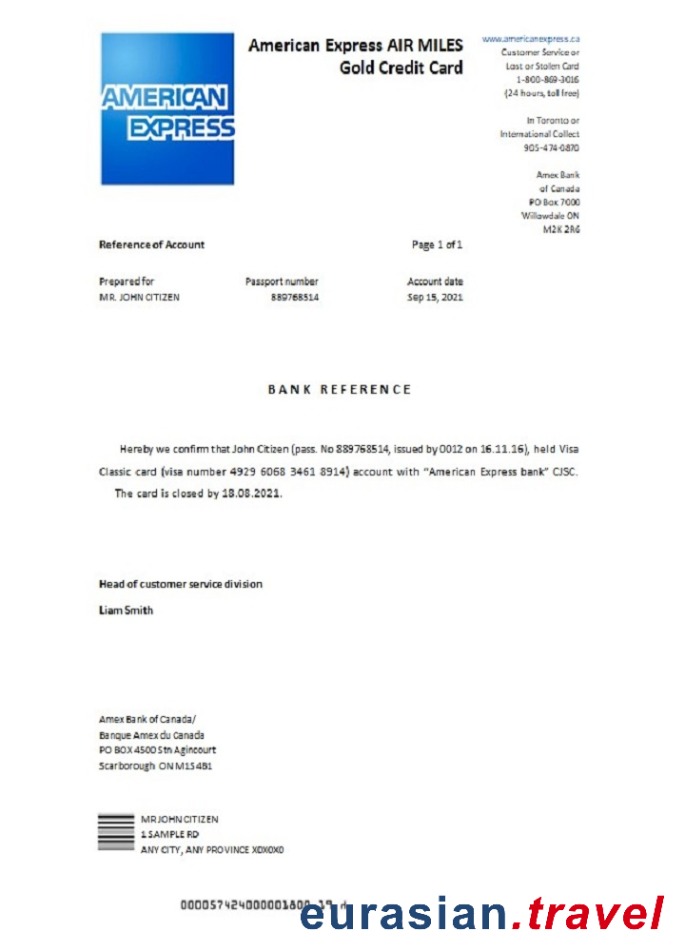 American Express AIR MILES
Gold Credit Card
AMERICAN
EXPRESS
www.americanexpress.ca
Customer Service or
Lost or Stolen Card
1-800-869-3016
(24 hours, toll free)
In Toronto or
International Collect
905-474-0870
Amex Bank
of Canada
PO Box 7000
Willowdale ON
M2K 2R6
Reference of Account Page 1 of 1
Prepared for Passport number Account date
MR. JOHN CITIZEN 889768514 Sep 15, 2021
BANK REFERENCE
Hereby we confirm that John Citizen (pass. No 889768514, issued by 0012 on 16.11.16), held Visa
Classic card (visa number 4929 6068 3461 8914) account with "American Express bank" CJSC.
The card is closed by 18.08.2021.
Head of customer service division
Liam Smith
Amex Bank of Canada/
Banque Amex du Canada
PO BOX 4500 Stn Agincourt
Scarborough ON M1S 4B1
MR JOHN CITIZEN
1 SAMPLE RD
ANY CITY, ANY PROVINCE X0X0X0
eurasian.travel